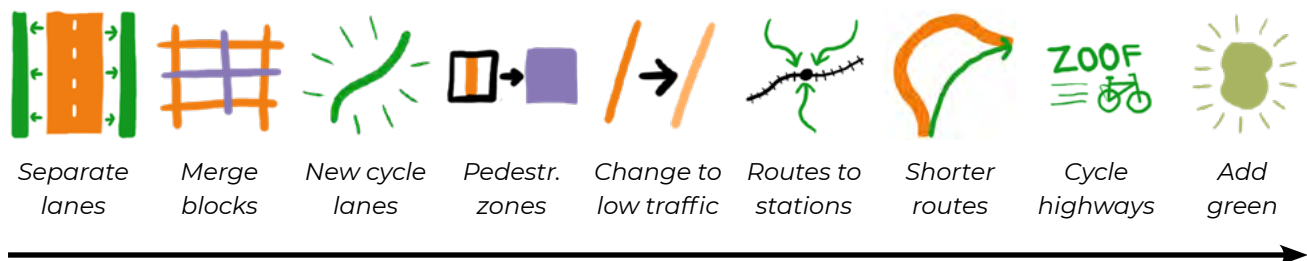 ZOOF
Separate lanes
Merge blocks
New cycle lanes
Pedestr. zones
Change to low traffic
Routes to stations
Shorter routes
Cycle highways
Add green